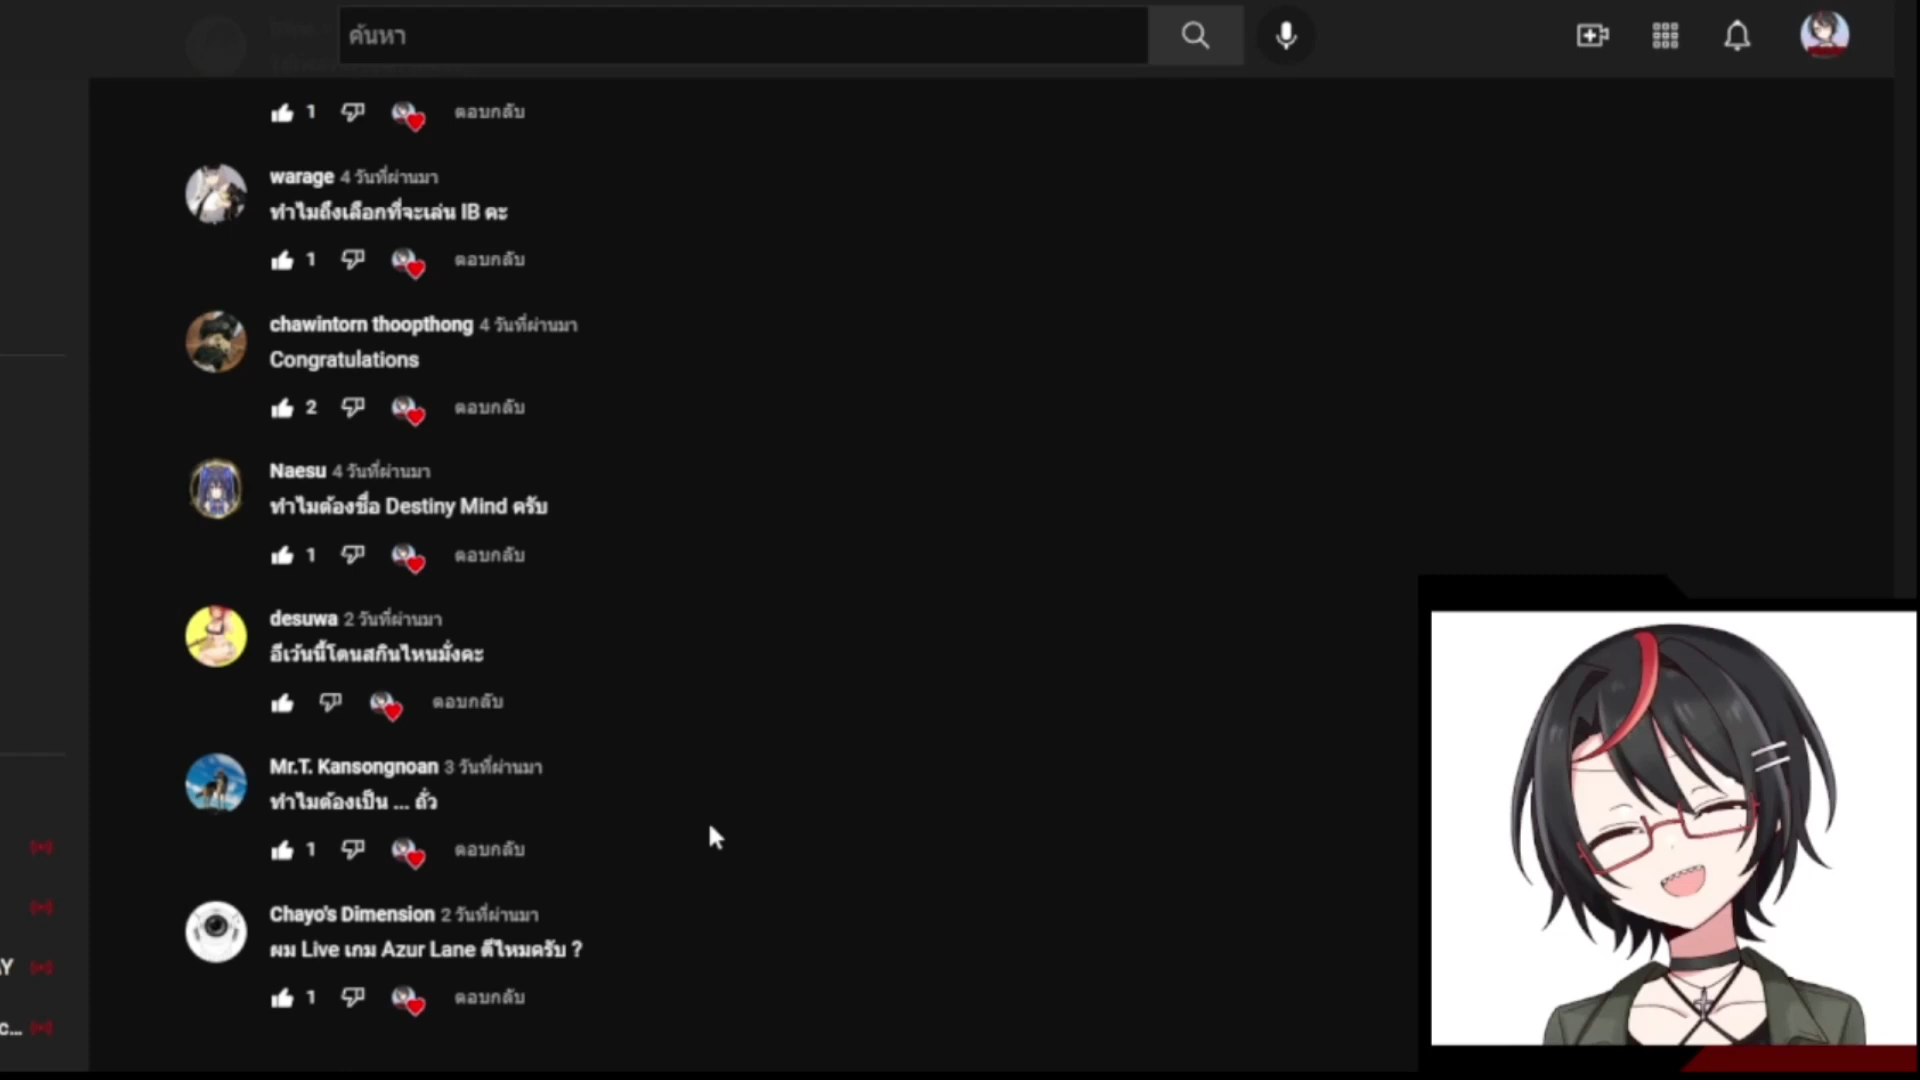 ค้นหา
1 ตอบกลับ
warage 4 วันที่ผ่านมา
ทำไมถึงเลือกที่จะเล่น IB คะ
1 ตอบกลับ
chawintorn thoopthong 4 วันที่ผ่านมา
Congratulations
2 ตอบกลับ
Naesu 4 วันที่ผ่านมา
ทำไมต้องชื่อ Destiny Mind ครับ
1 ตอบกลับ
desuwa 2 วันที่ผ่านมา
อีเว้นนี้โดนสกินไหนมั่งคะ
ตอบกลับ
Mr.T. Kansongnoan 3 วันที่ผ่านมา
ทำไมต้องเป็น ... ถั่ว
1 ตอบกลับ
Chayo's Dimension 2 วันที่ผ่านมา
AY
ผม Live เกม Azur Lane ดีไหมครับ ?
1 ตอบกลับ
c...